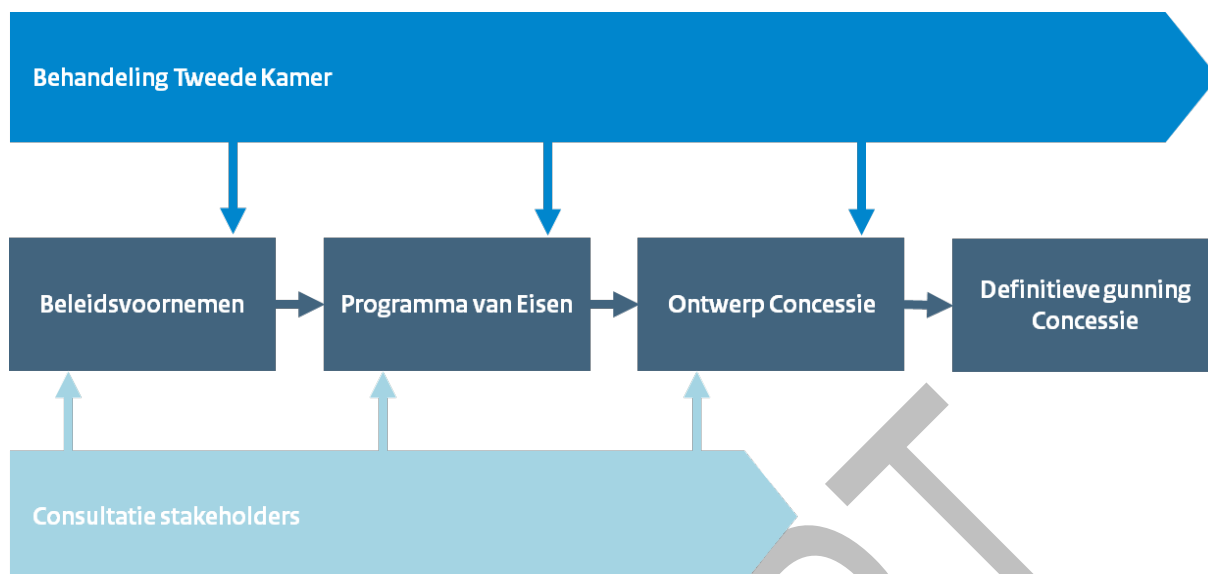 Behandeling Tweede Kamer
Beleidsvoornemen
Programma van Eisen
Ontwerp Concessie
Definitieve gunning
Concessie
Consultatie stakeholders